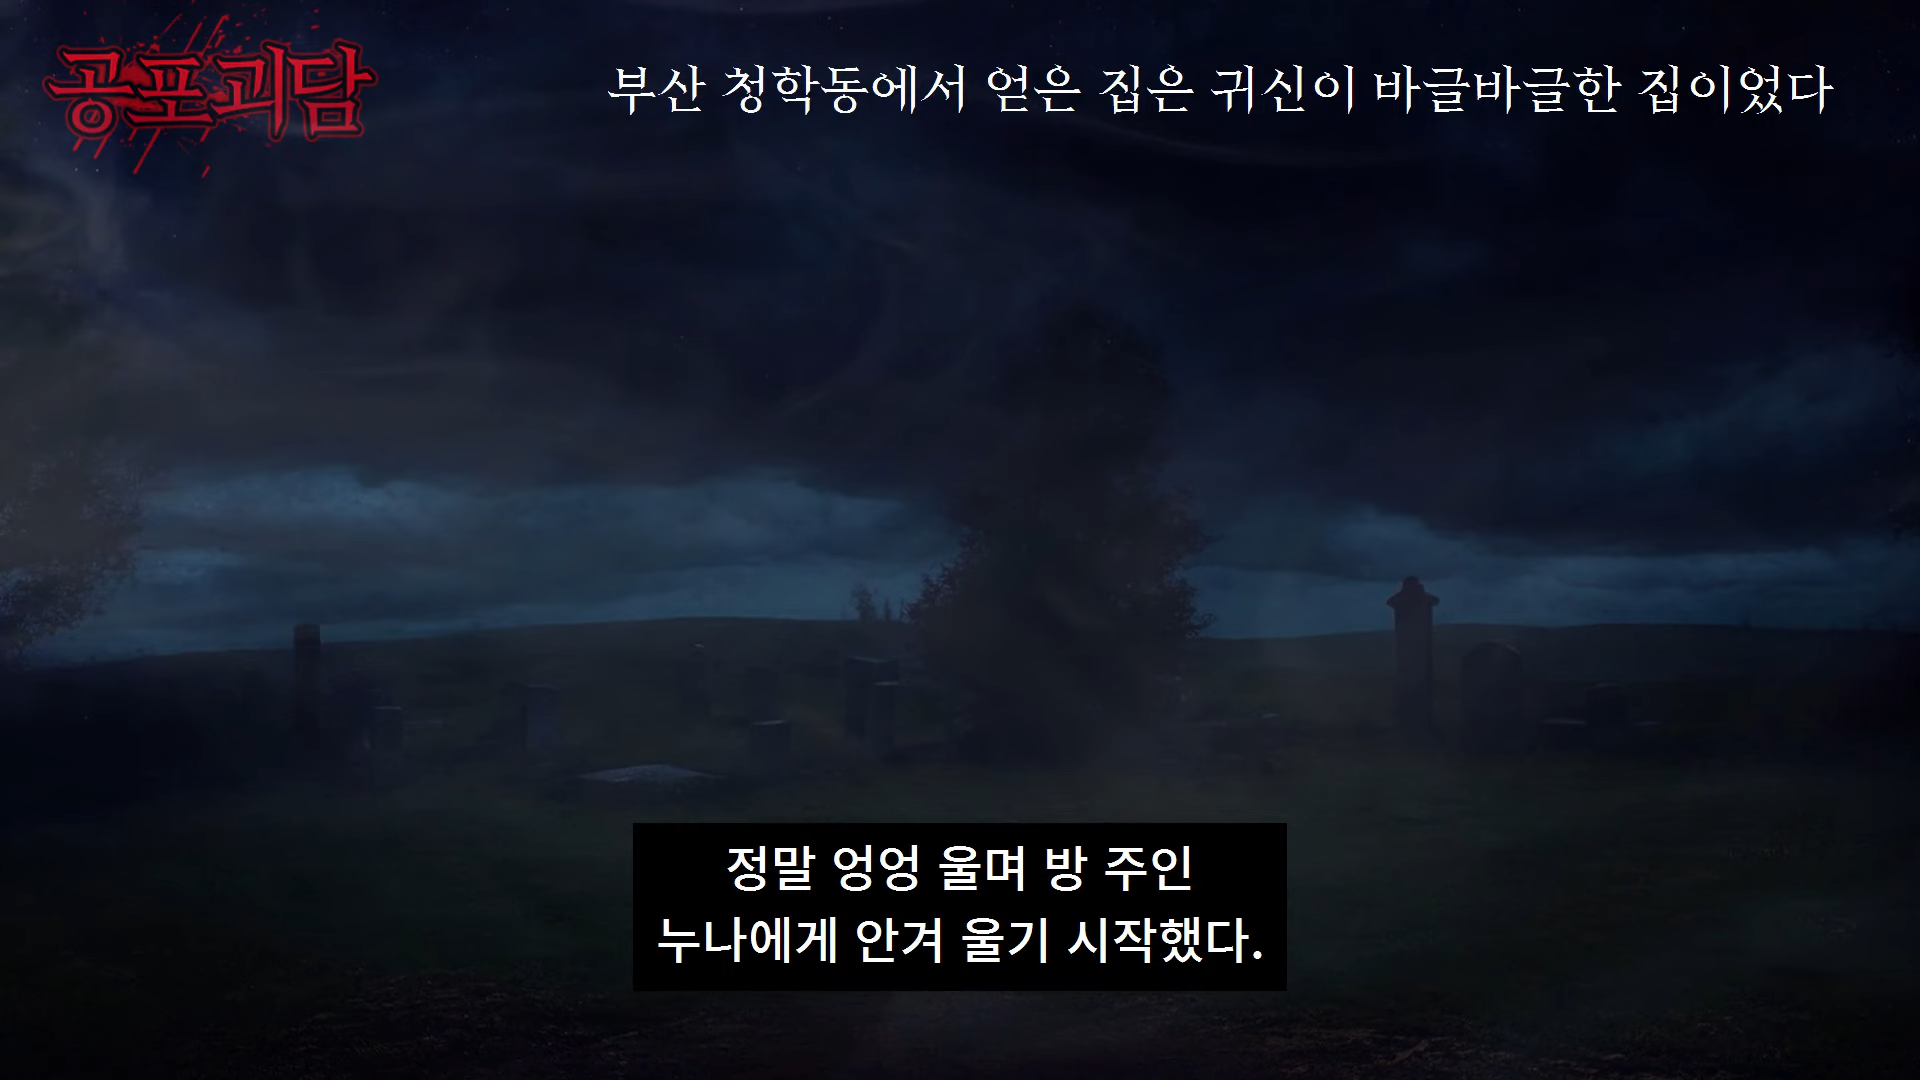 공포괴담
부산 청학동에서 얻은 집은 귀신이 바글바글한 집이었다
정말 엉엉 울며 방 주인
누나에게 안겨 울기 시작했다.